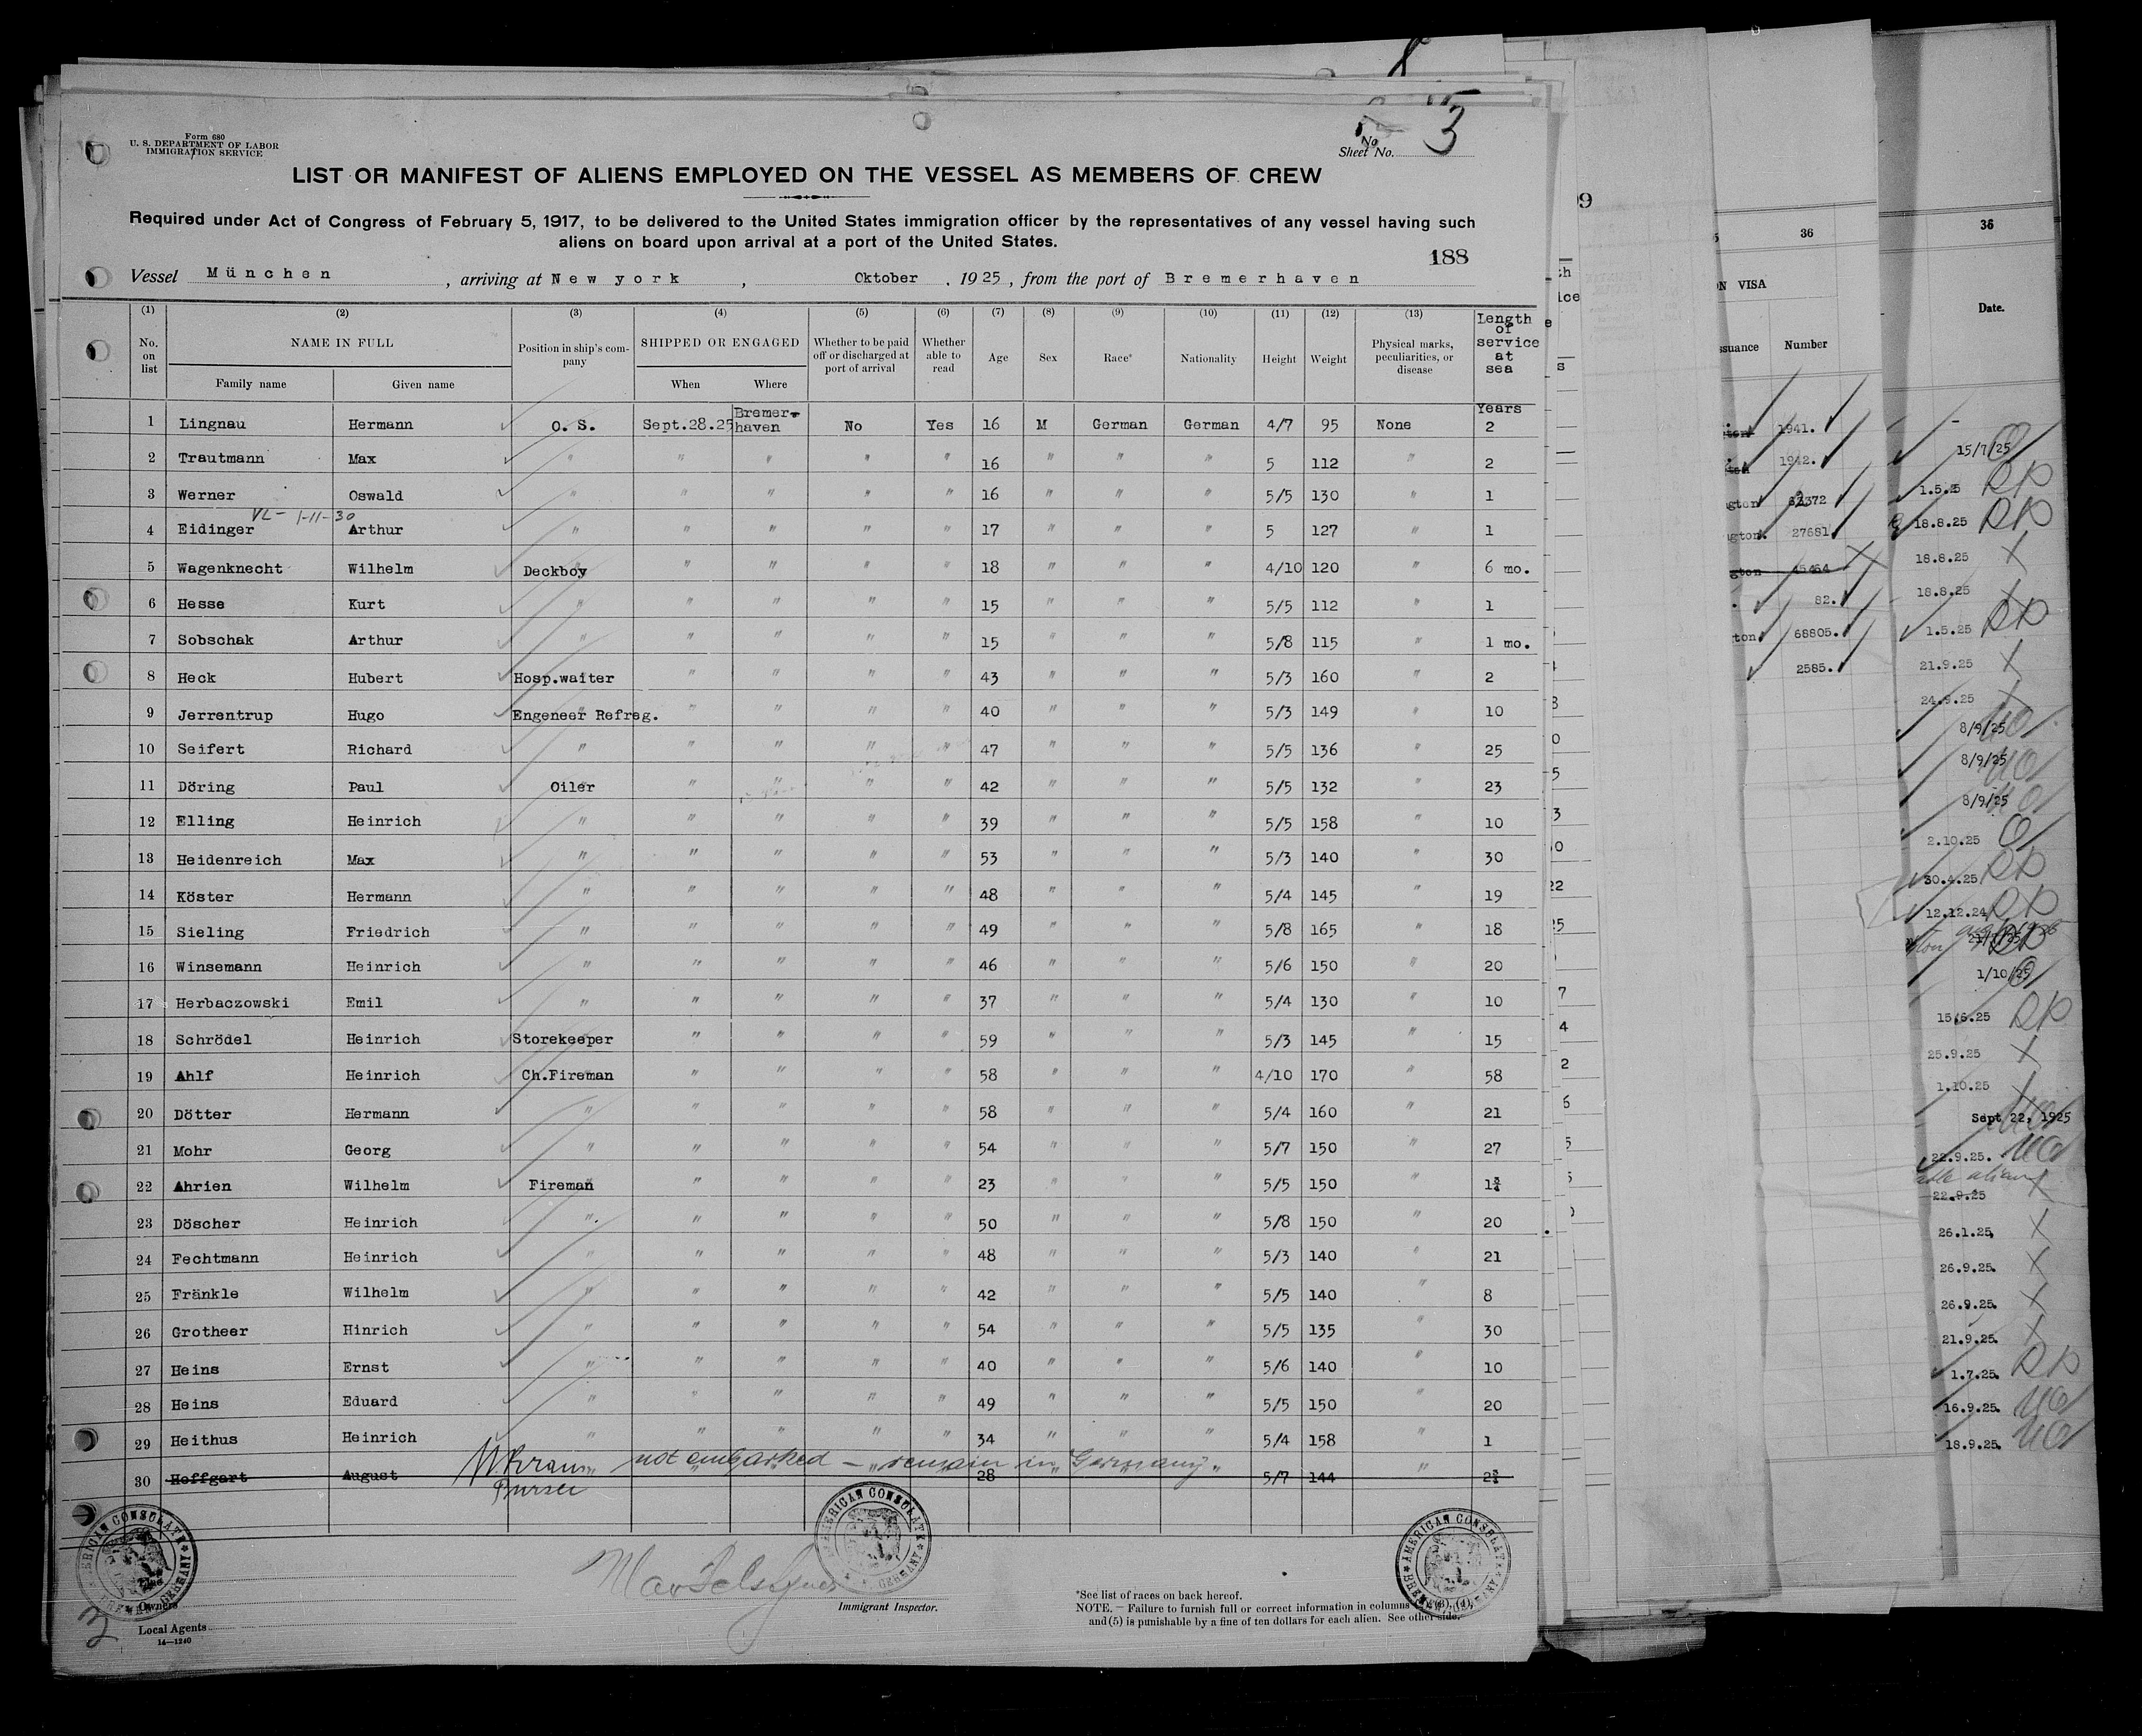 Form 680
U. S. DEPARTMENT OF LABOR
IMMIGRATION SERVICE
No
Sheet No. 3
LIST OR MANIFEST OF ALIENS EMPLOYED ON THE VESSEL AS MEMBERS OF CREW
Required under Act of Congress of February 5, 1917, to be delivered to the United States immigration officer by the representatives of any vessel having such
aliens on board upon arrival at a port of the United States.
188
Vessel München, arriving at New york, Oktober, 1925, from the port of Bremerhaven
(1) (2) (3) (4) (5) (6) (7) (8) (9) (10) (11) (12) (13)
No. on list NAME IN FULL Family name Given name Position in ship's company SHIPPED OR ENGAGED When Where Whether to be paid off or discharged at port of arrival Whether able to read Age Sex Race* Nationality Height Weight Physical marks, peculiarities, or disease Length of service at sea
Years
1 Lingnau Hermann O. S. Sept.28.25 Bremerhaven No Yes 16 M German German 4/7 95 None 2
2 Trautmann Max " " " " " 16 " " " 5 112 " 2
3 Werner Oswald " " " " " 16 " " " 5/5 130 " 1
VL- 1-11-30
4 Eidinger Arthur " " " " " 17 " " " 5 127 " 1
5 Wagenknecht Wilhelm Deckboy " " " " 18 " " " 4/10 120 " 6 mo.
6 Hesse Kurt " " " " " 15 " " " 5/5 112 " 1
7 Sobschak Arthur " " " " " 15 " " " 5/8 115 " 1 mo.
8 Heck Hubert Hosp.waiter " " " " 43 " " " 5/3 160 " 2
9 Jerrentrup Hugo Engeneer Refreg. " " " " 40 " " " 5/3 149 " 10
10 Seifert Richard " " " " " 47 " " " 5/5 136 " 25
11 Döring Paul Oiler " " " " 42 " " " 5/5 132 " 23
12 Elling Heinrich " " " " " 39 " " " 5/5 158 " 10
13 Heidenreich Max " " " " " 53 " " " 5/3 140 " 30
14 Köster Hermann " " " " " 48 " " " 5/4 145 " 19
15 Sieling Friedrich " " " " " 49 " " " 5/8 165 " 18
16 Winsemann Heinrich " " " " " 46 " " " 5/6 150 " 20
17 Herbaczowski Emil " " " " " 37 " " " 5/4 130 " 10
18 Schrödel Heinrich Storekeeper " " " " 59 " " " 5/3 145 " 15
19 Ahlf Heinrich Ch.Fireman " " " " 58 " " " 4/10 170 " 58
20 Dötter Hermann " " " " " 58 " " " 5/4 160 " 21
21 Mohr Georg " " " " " 54 " " " 5/7 150 " 27
22 Ahrien Wilhelm Fireman " " " " 23 " " " 5/5 150 " 1¾
23 Döscher Heinrich " " " " " 50 " " " 5/8 150 " 20
24 Fechtmann Heinrich " " " " " 48 " " " 5/3 140 " 21
25 Fränkle Wilhelm " " " " " 42 " " " 5/5 140 " 8
26 Grotheer Hinrich " " " " " 54 " " " 5/5 135 " 30
27 Heins Ernst " " " " " 40 " " " 5/6 140 " 10
28 Heins Eduard " " " " " 49 " " " 5/5 150 " 20
29 Heithus Heinrich " " " " " 34 " " " 5/4 158 " 1
not embarked - remain in Germany
30 Hoffgart August " " " " " 28 " " " 5/7 144 " 2¾
Purser
AMERICAN CONSULATE
AMERICAN CONSULATE
AMERICAN CONSULATE
Owners
Local Agents
14—1240
Immigrant Inspector.
*See list of races on back hereof.
NOTE. — Failure to furnish full or correct information in columns (3), (4),
and (5) is punishable by a fine of ten dollars for each alien. See other side.
36
VISA
Number
1941.
1942.
62372
27681
45464
82.
68805.
2585.
36
Date.
15/7/25
1.5.25
18.8.25
18.8.25
18.8.25
1.5.25
21.9.25
24.9.25
8/9/25
8/9/25
8/9/25
2.10.25
30.4.25
12.12.24
1/10/25
15.6.25
25.9.25
1.10.25
Sept 22, 1925
22.9.25.
22.9.25
26.1.25.
26.9.25.
26.9.25.
21.9.25.
1.7.25.
16.9.25.
18.9.25.